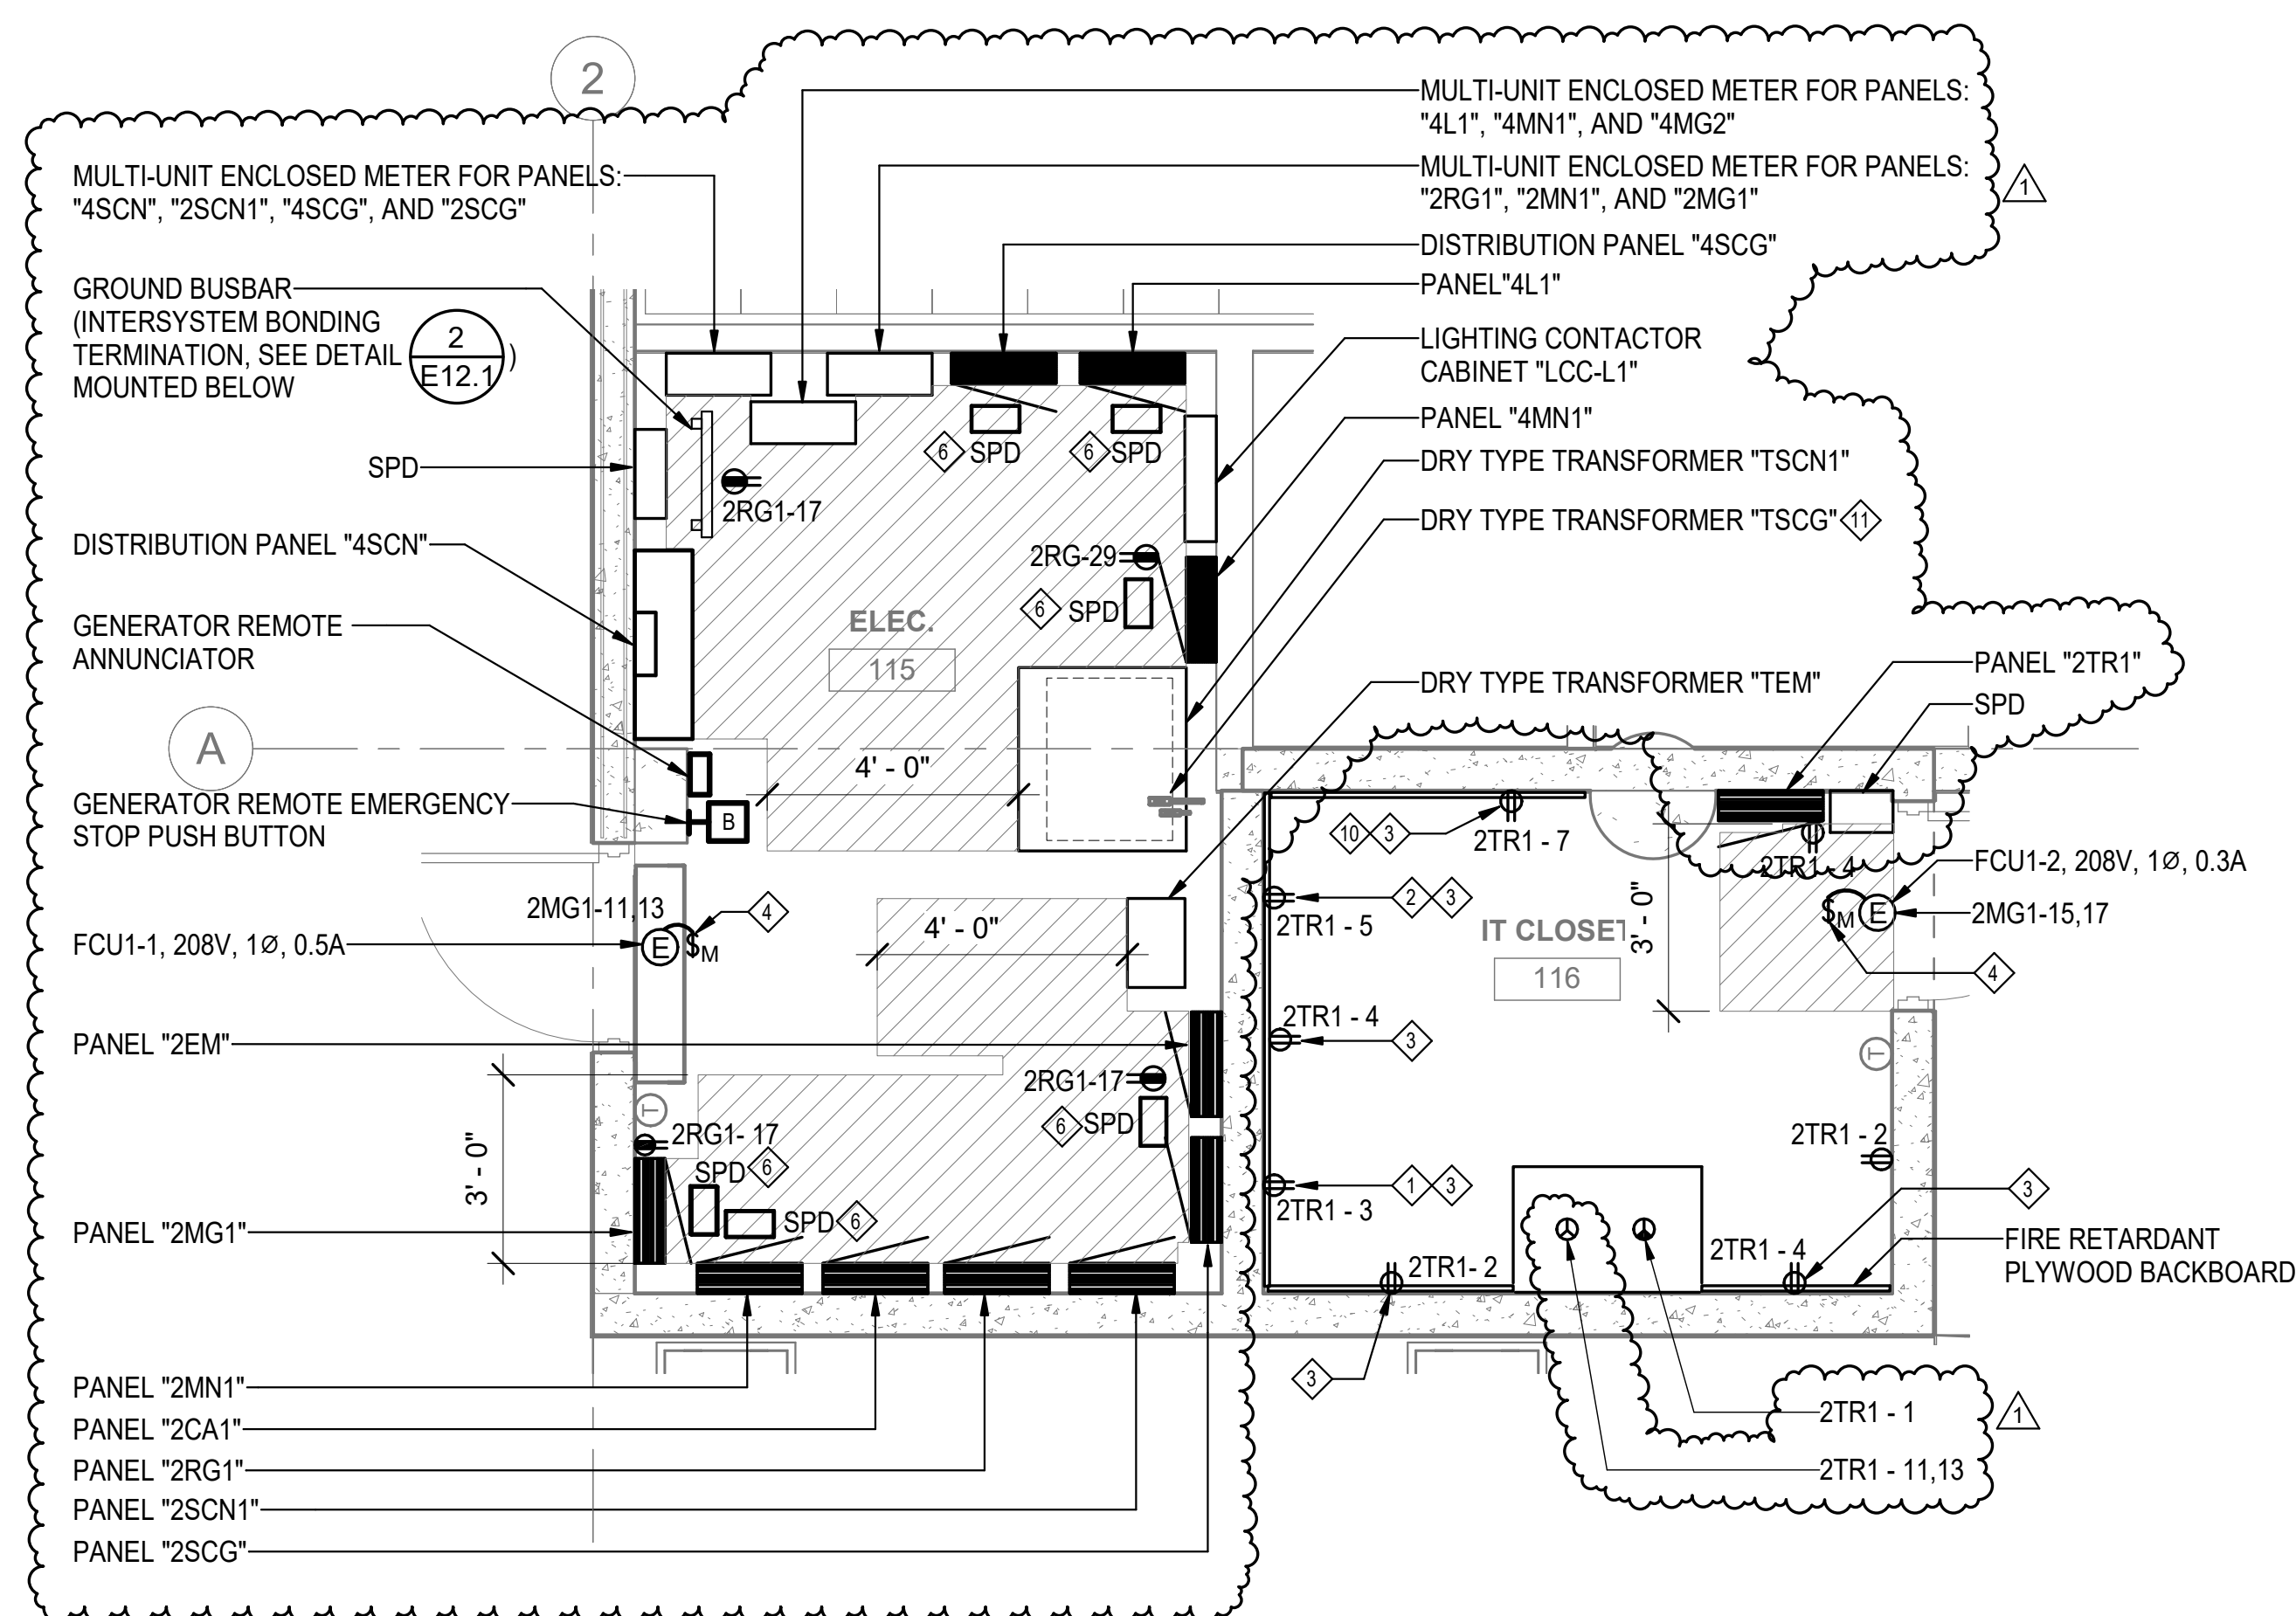 2
MULTI-UNIT ENCLOSED METER FOR PANELS:
"4L1", "4MN1", AND "4MG2"
MULTI-UNIT ENCLOSED METER FOR PANELS:
"2RG1", "2MN1", AND "2MG1"
1
DISTRIBUTION PANEL "4SCG"
PANEL"4L1"
LIGHTING CONTACTOR
CABINET "LCC-L1"
PANEL "4MN1"
DRY TYPE TRANSFORMER "TSCN1"
DRY TYPE TRANSFORMER "TSCG" 11
DRY TYPE TRANSFORMER "TEM"
MULTI-UNIT ENCLOSED METER FOR PANELS:
"4SCN", "2SCN1", "4SCG", AND "2SCG"
GROUND BUSBAR
(INTERSYSTEM BONDING
TERMINATION, SEE DETAIL 2 )
MOUNTED BELOW E12.1
SPD
DISTRIBUTION PANEL "4SCN"
GENERATOR REMOTE
ANNUNCIATOR
A
GENERATOR REMOTE EMERGENCY
STOP PUSH BUTTON
B
2RG1-17
6 SPD
6 SPD
2RG-29
6 SPD
ELEC.
115
4' - 0"
2MG1-11,13
4
FCU1-1, 208V, 1Ø, 0.5A
E
$M
4' - 0"
PANEL "2EM"
2RG1-17
6 SPD
T
2RG1- 17
SPD 6
SPD 6
3' - 0"
PANEL "2MG1"
PANEL "2MN1"
PANEL "2CA1"
PANEL "2RG1"
PANEL "2SCN1"
PANEL "2SCG"
PANEL "2TR1"
SPD
10 3
2TR1 - 7
2TR1 - 4
FCU1-2, 208V, 1Ø, 0.3A
2MG1-15,17
$M
E
4
2 3
2TR1 - 5
IT CLOSET
116
3' - 0"
2TR1 - 4
3
T
2TR1 - 2
1 3
2TR1 - 3
3
FIRE RETARDANT
PLYWOOD BACKBOARD
2TR1 - 4
2TR1- 2
3
2TR1 - 1
1
2TR1 - 11,13